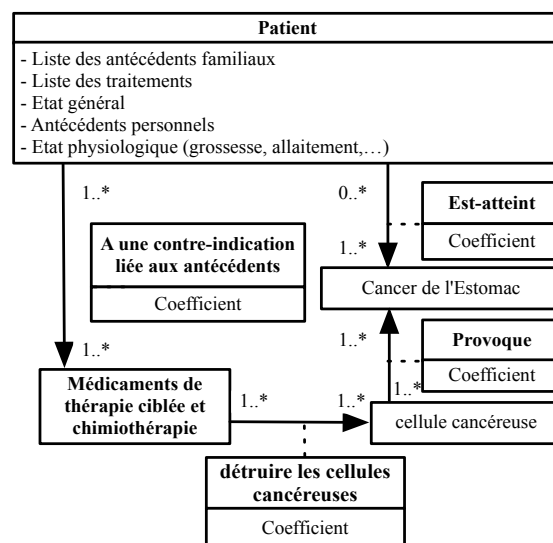 Patient
- Liste des antécédents familiaux
- Liste des traitements
- Etat général
- Antécédents personnels
- Etat physiologique (grossesse, allaitement,…)
1..*
0..*
Est-atteint
Coefficient
A une contre-indication
liée aux antécédents
Coefficient
1..*
Cancer de l'Estomac
1..*
1..*
Provoque
Coefficient
Médicaments de
thérapie ciblée et
chimiothérapie
1..*
1..*
1..*
cellule cancéreuse
détruire les cellules
cancéreuses
Coefficient